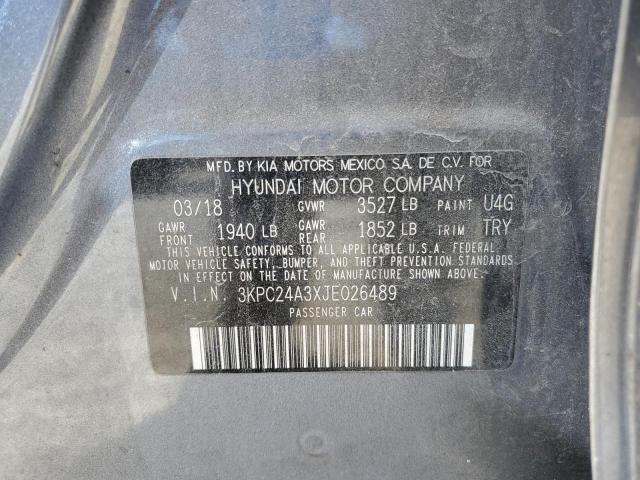 MFD. BY KIA MOTORS MEXICO S.A. DE C.V. FOR
HYUNDAI MOTOR COMPANY
03/18 GVWR 3527 LB PAINT U4G
GAWR FRONT 1940 LB GAWR REAR 1852 LB TRIM TRY
THIS VEHICLE CONFORMS TO ALL APPLICABLE U.S.A. FEDERAL
MOTOR VEHICLE SAFETY, BUMPER, AND THEFT PREVENTION STANDARDS
IN EFFECT ON THE DATE OF MANUFACTURE SHOWN ABOVE.
V.I.N. 3KPC24A3XJE026489
PASSENGER CAR